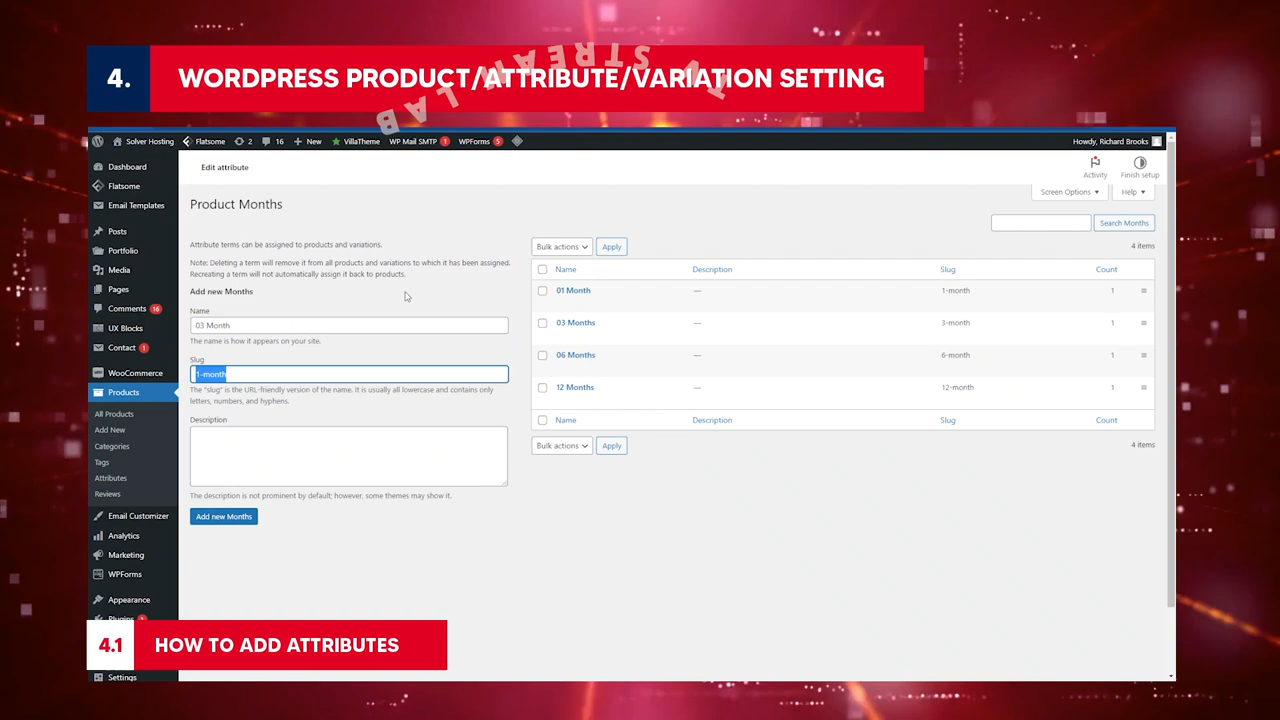 4. WORDPRESS PRODUCT/ATTRIBUTE/VARIATION SETTING
TV STREAM LAB
Solver Hosting Flatsome 2 16 New VillaTheme WP Mail SMTP 1 WPForms 5 Howdy, Richard Brooks
Dashboard
Flatsome
Email Templates
Posts
Portfolio
Media
Pages
Comments 16
UX Blocks
Contact 1
WooCommerce
Products
All Products
Add New
Categories
Tags
Attributes
Reviews
Email Customizer
Analytics
Marketing
WPForms
Appearance
Plugins 1
Settings
Edit attribute
Activity
Finish setup
Screen Options
Help
Product Months
Search Months
Attribute terms can be assigned to products and variations.
Note: Deleting a term will remove it from all products and variations to which it has been assigned.
Recreating a term will not automatically assign it back to products.
Add new Months
Name
03 Month
The name is how it appears on your site.
Slug
1-month
The "slug" is the URL-friendly version of the name. It is usually all lowercase and contains only
letters, numbers, and hyphens.
Description
The description is not prominent by default; however, some themes may show it.
Add new Months
Bulk actions Apply 4 items
Name Description Slug Count
01 Month — 1-month 1
03 Months — 3-month 1
06 Months — 6-month 1
12 Months — 12-month 1
Name Description Slug Count
Bulk actions Apply 4 items
4.1 HOW TO ADD ATTRIBUTES